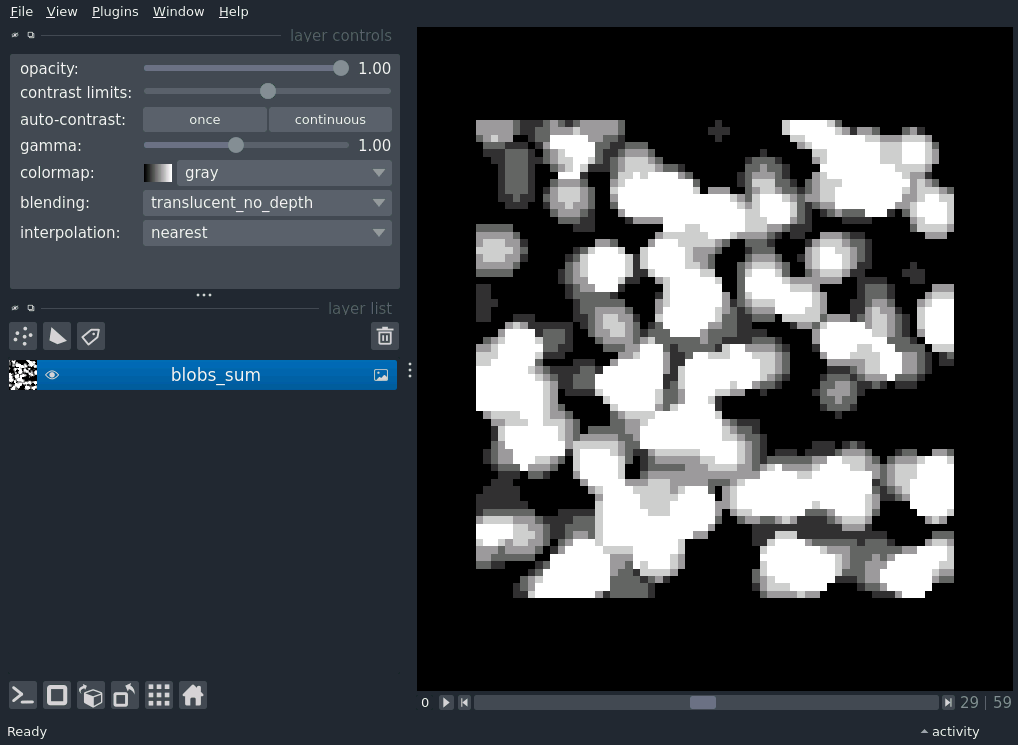 File View Plugins Window Help
layer controls
opacity: 1.00
contrast limits:
auto-contrast: once continuous
gamma: 1.00
colormap: gray
blending: translucent_no_depth
interpolation: nearest
layer list
blobs_sum
0 29 | 59
Ready activity